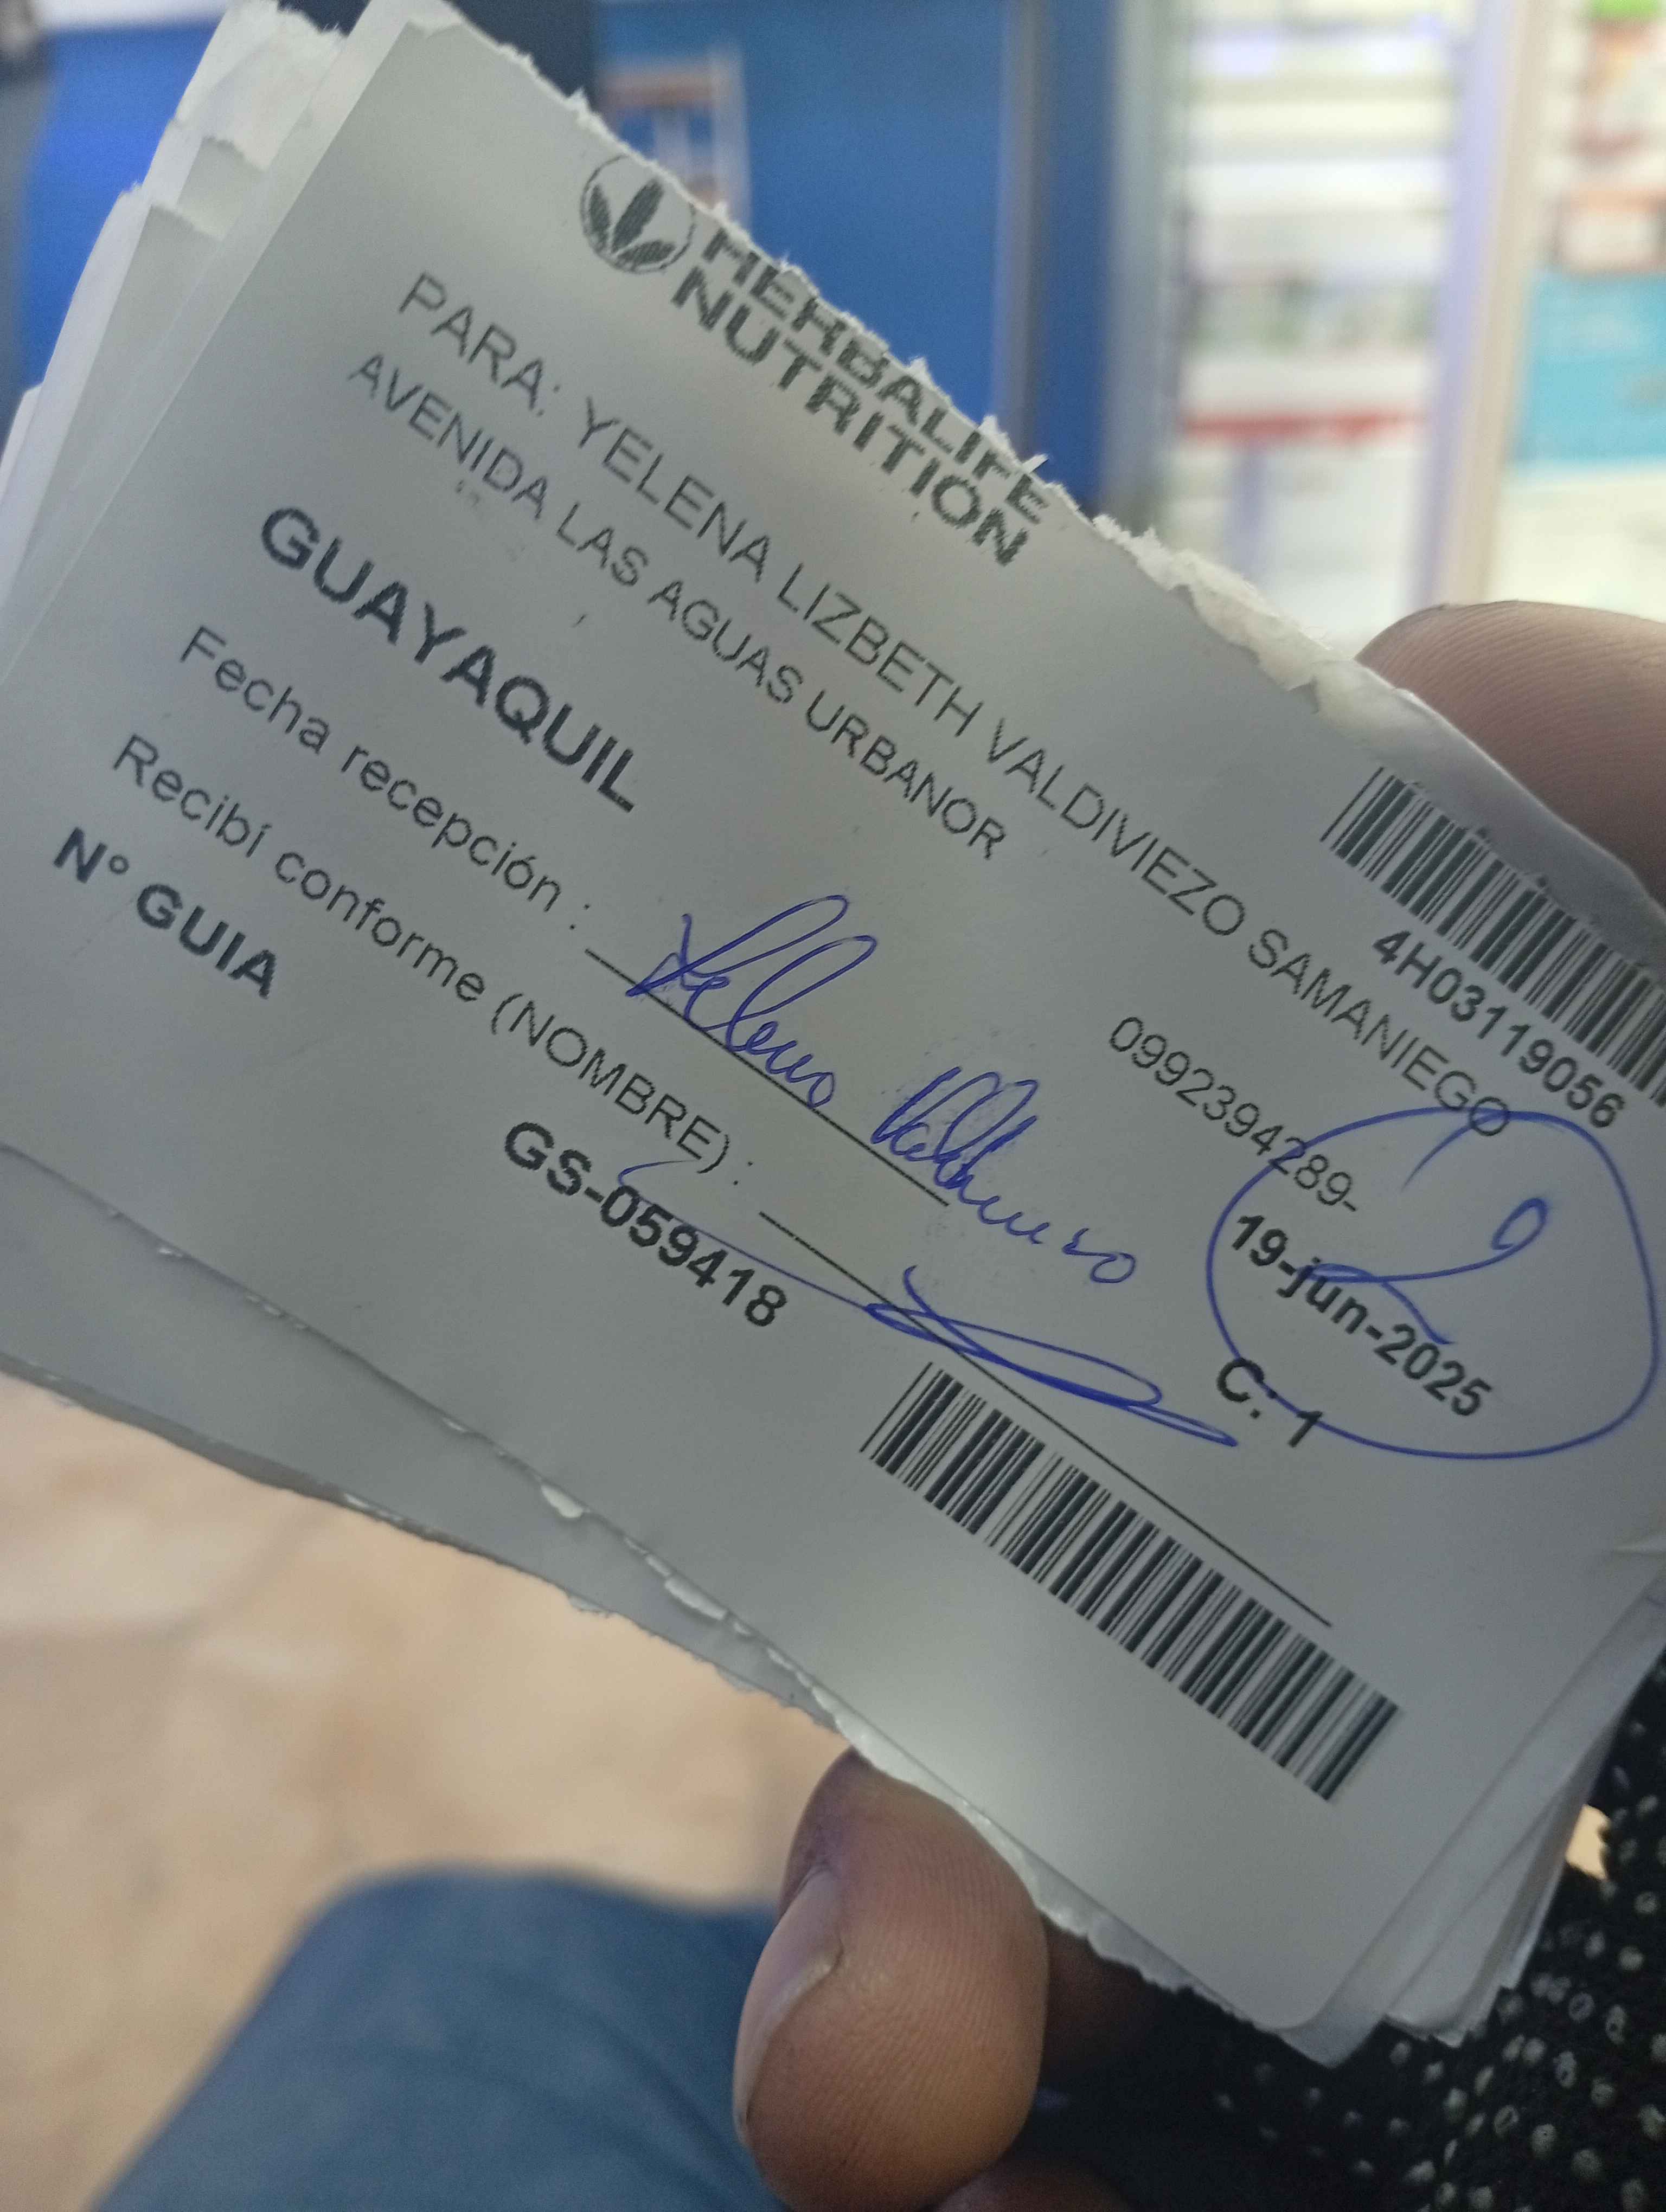 HERBALIFE
NUTRITION
4H03119056
PARA: YELENA LIZBETH VALDIVIEZO SAMANIEGO
AVENIDA LAS AGUAS URBANOR
0992394289-
GUAYAQUIL
19-jun-2025
2
Fecha recepción :
C: 1
Recibí conforme (NOMBRE) :
N° GUIA
GS-059418